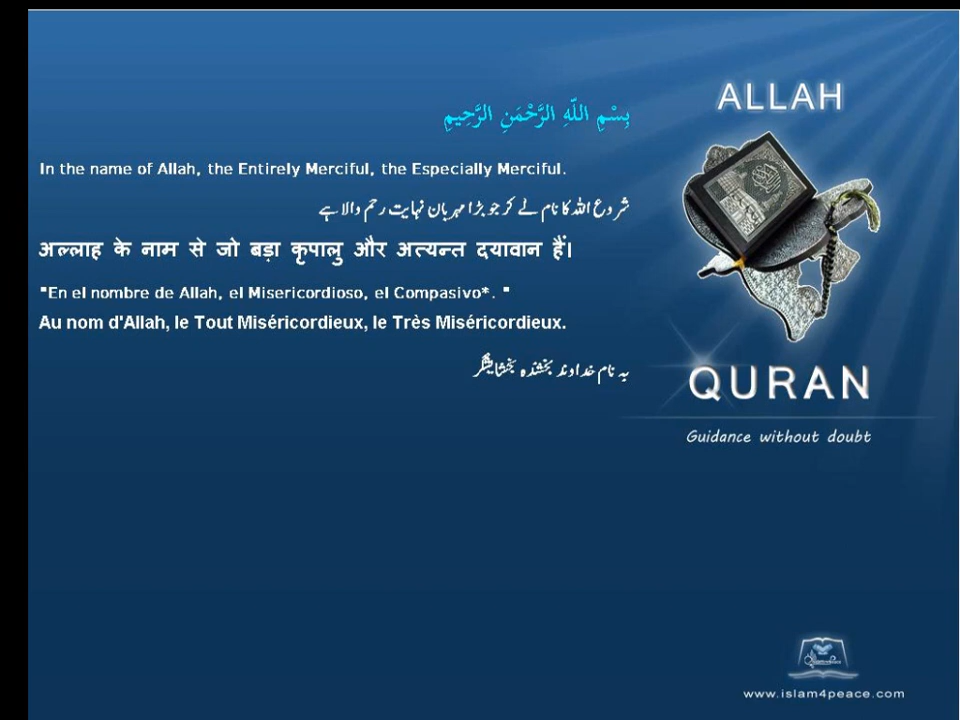 بِسْمِ اللّهِ الرَّحْمَنِ الرَّحِيمِ
In the name of Allah, the Entirely Merciful, the Especially Merciful.
شروع اللہ کا نام لے کر جو بڑا مہربان نہایت رحم والا ہے
अल्लाह के नाम से जो बड़ा कृपालु और अत्यन्त दयावान हैं।
"En el nombre de Allah, el Misericordioso, el Compasivo*. "
Au nom d'Allah, le Tout Miséricordieux, le Très Miséricordieux.
به نام خداوند بخشنده بخشایشگر
ALLAH
QURAN
Guidance without doubt
www.islam4peace.com